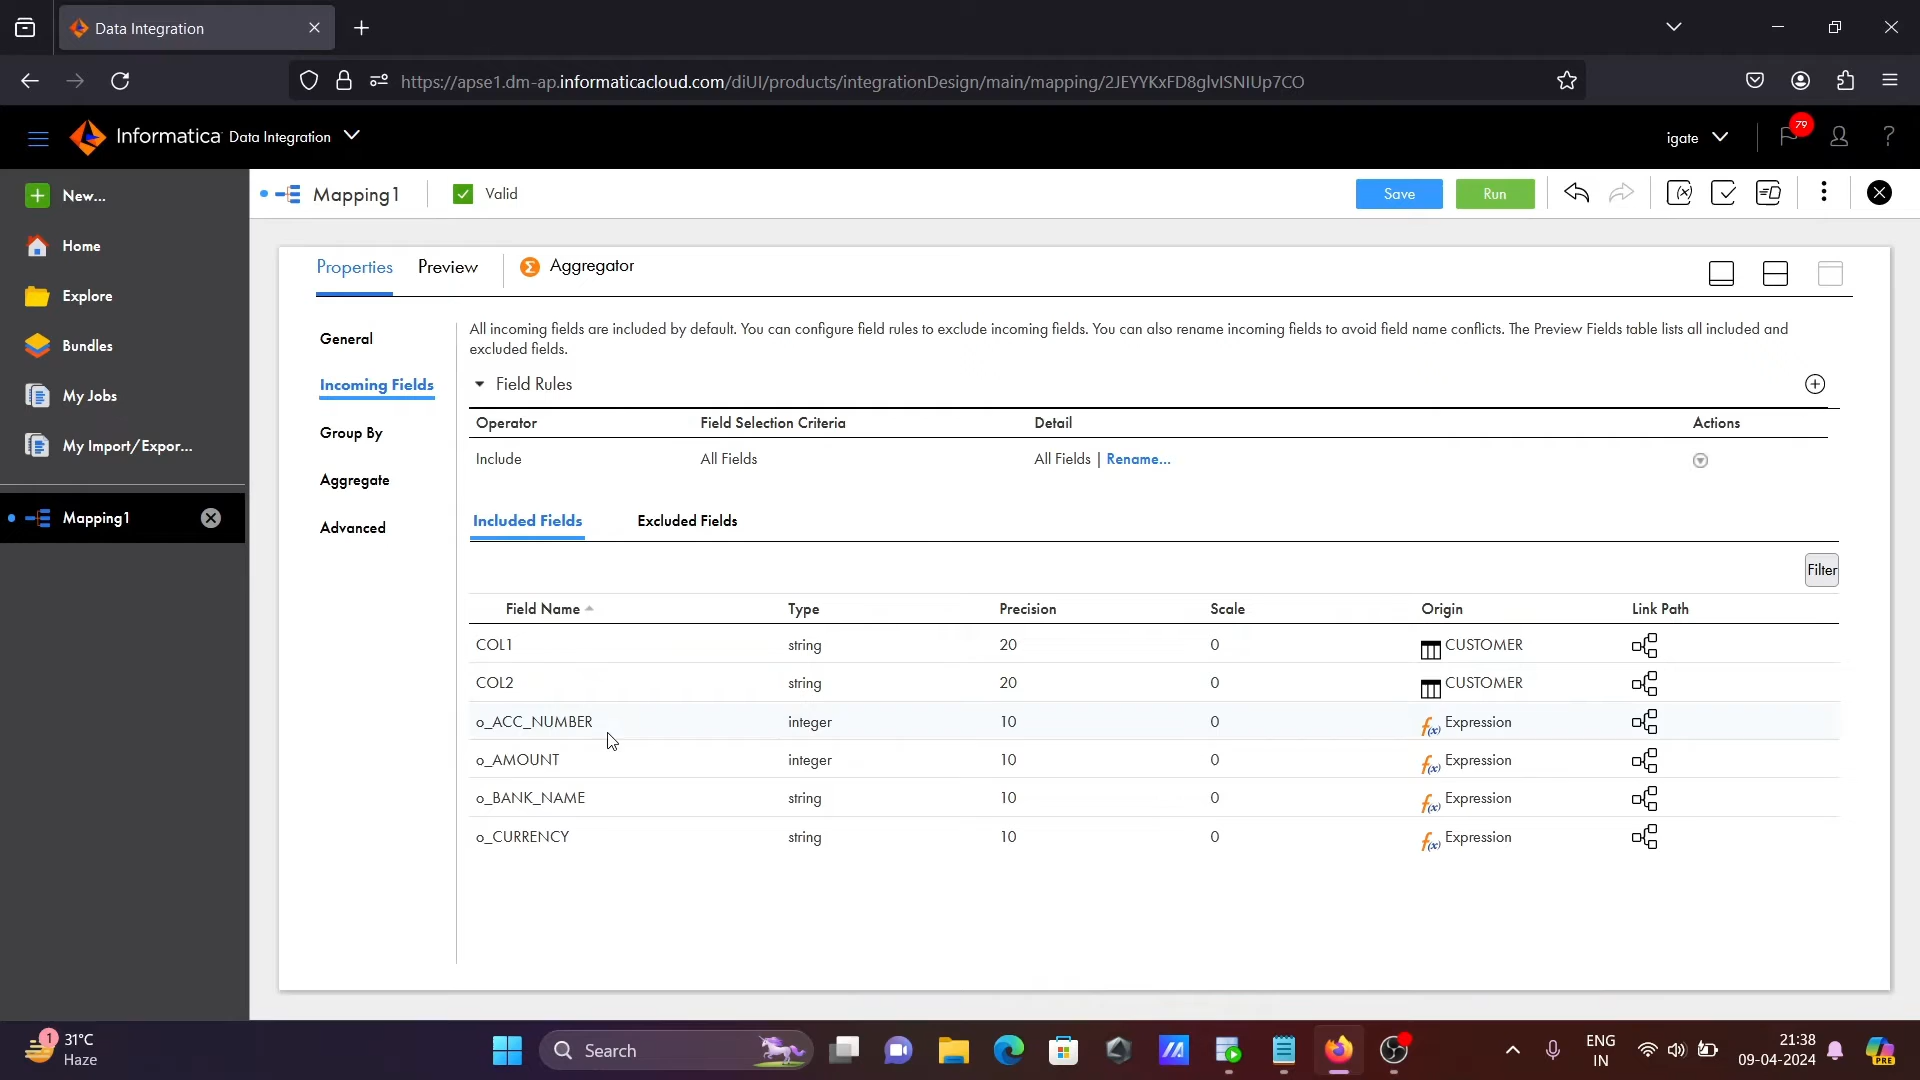 Data Integration
https://apse1.dm-ap.informaticacloud.com/diUI/products/integrationDesign/main/mapping/2JEYYKxFD8glvISNIUp7CO
Informatica Data Integration
igate
79
?
New...
Home
Explore
Bundles
My Jobs
My Import/Expor...
Mapping1
Mapping1
Valid
Save
Run
Properties
Preview
Aggregator
General
Incoming Fields
Group By
Aggregate
Advanced
All incoming fields are included by default. You can configure field rules to exclude incoming fields. You can also rename incoming fields to avoid field name conflicts. The Preview Fields table lists all included and
excluded fields.
Field Rules
Operator Field Selection Criteria Detail Actions
Include All Fields All Fields | Rename...
Included Fields Excluded Fields
Filter
Field Name Type Precision Scale Origin Link Path
COL1 string 20 0 CUSTOMER
COL2 string 20 0 CUSTOMER
o_ACC_NUMBER integer 10 0 f(x) Expression
o_AMOUNT integer 10 0 f(x) Expression
o_BANK_NAME string 10 0 f(x) Expression
o_CURRENCY string 10 0 f(x) Expression
1
31°C
Haze
Search
ENG
IN
21:38
09-04-2024
PRE